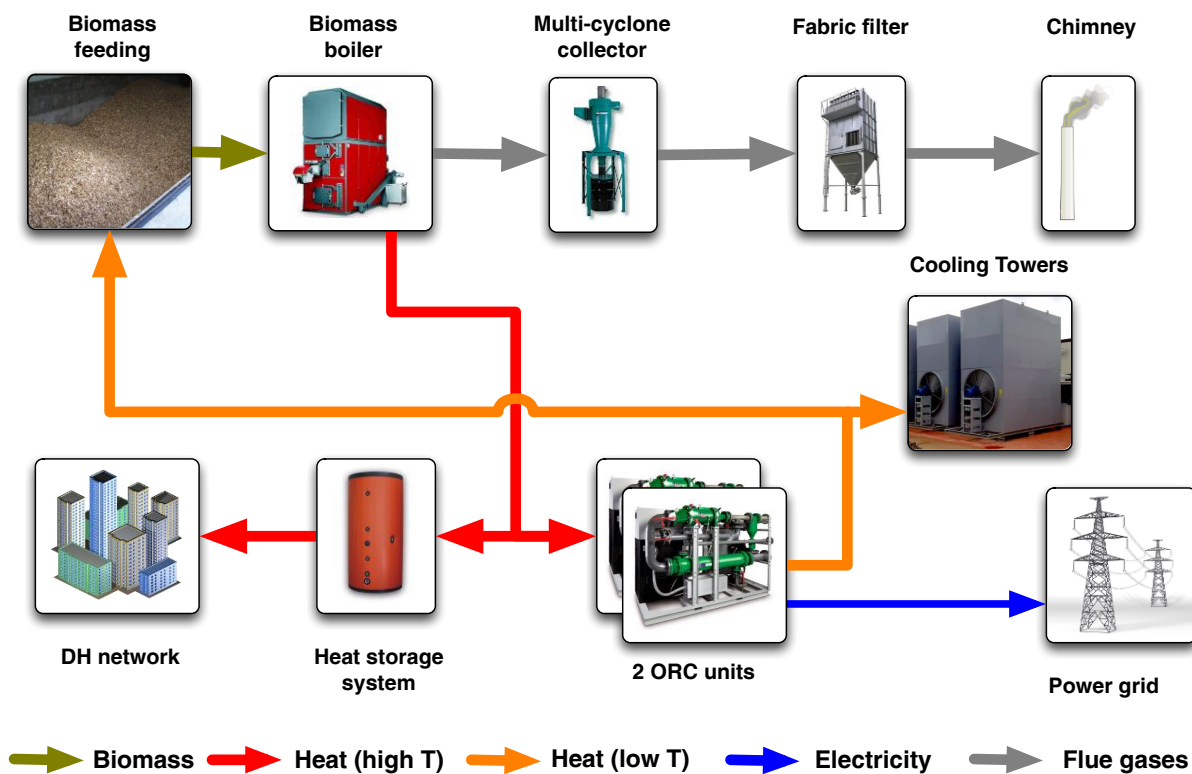 Biomass
feeding
Biomass
boiler
Multi-cyclone
collector
Fabric filter
Chimney
Cooling Towers
DH network
Heat storage
system
2 ORC units
Power grid
Biomass
Heat (high T)
Heat (low T)
Electricity
Flue gases